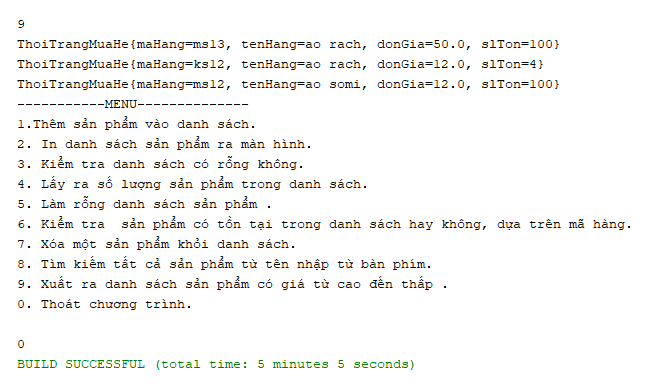 9
ThoiTrangMuaHe{maHang=ms13, tenHang=ao rach, donGia=50.0, slTon=100}
ThoiTrangMuaHe{maHang=ks12, tenHang=ao rach, donGia=12.0, slTon=4}
ThoiTrangMuaHe{maHang=ms12, tenHang=ao somi, donGia=12.0, slTon=100}
-----------MENU--------------
1.Thêm sản phẩm vào danh sách.
2. In danh sách sản phẩm ra màn hình.
3. Kiểm tra danh sách có rỗng không.
4. Lấy ra số lượng sản phẩm trong danh sách.
5. Làm rỗng danh sách sản phẩm .
6. Kiểm tra  sản phẩm có tồn tại trong danh sách hay không, dựa trên mã hàng.
7. Xóa một sản phẩm khỏi danh sách.
8. Tìm kiếm tất cả sản phẩm từ tên nhập từ bàn phím.
9. Xuất ra danh sách sản phẩm có giá từ cao đến thấp .
0. Thoát chương trình.
0
BUILD SUCCESSFUL (total time: 5 minutes 5 seconds)